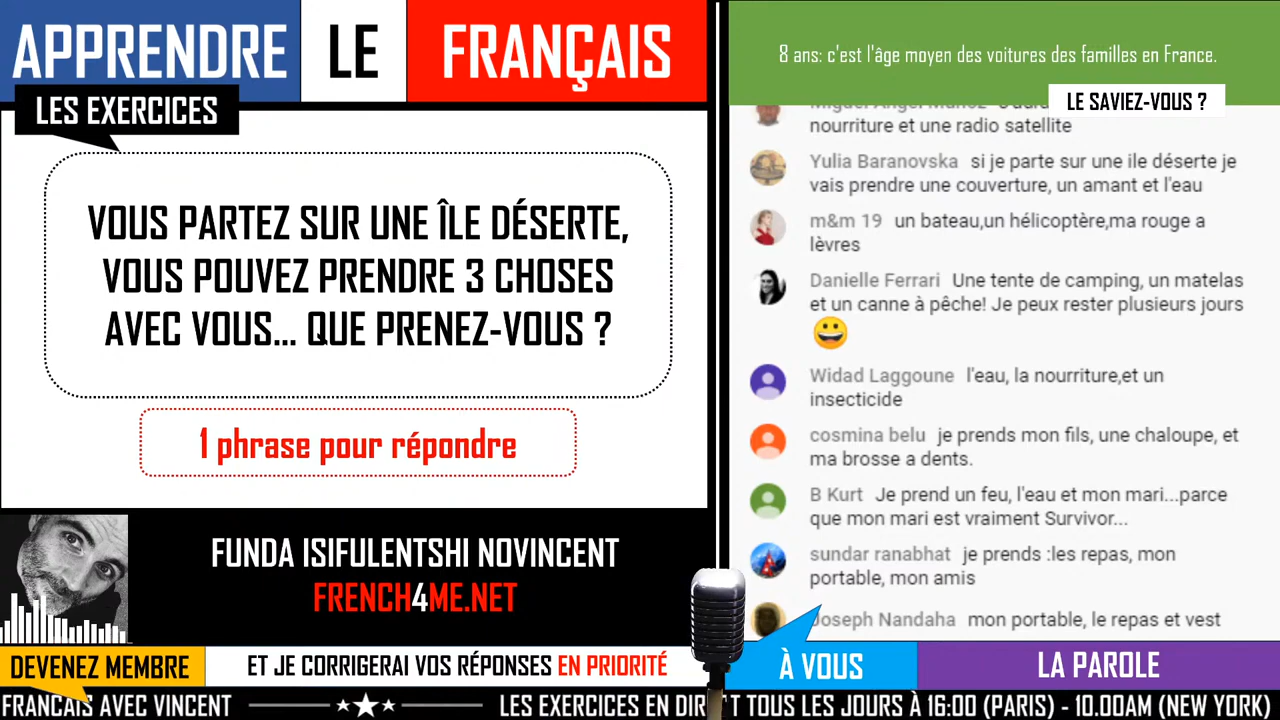 APPRENDRE LE FRANÇAIS
LES EXERCICES
VOUS PARTEZ SUR UNE ÎLE DÉSERTE,
VOUS POUVEZ PRENDRE 3 CHOSES
AVEC VOUS... QUE PRENEZ-VOUS ?
1 phrase pour répondre
FUNDA ISIFULENTSHI NOVINCENT
FRENCH4ME.NET
DEVENEZ MEMBRE
ET JE CORRIGERAI VOS RÉPONSES EN PRIORITÉ
8 ans: c'est l'âge moyen des voitures des familles en France.
LE SAVIEZ-VOUS ?
nourriture et une radio satellite
Yulia Baranovska si je parte sur une ile déserte je
vais prendre une couverture, un amant et l'eau
m&m 19 un bateau,un hélicoptère,ma rouge a
lèvres
Danielle Ferrari Une tente de camping, un matelas
et un canne à pêche! Je peux rester plusieurs jours
😀
Widad Laggoune l'eau, la nourriture,et un
insecticide
cosmina belu je prends mon fils, une chaloupe, et
ma brosse a dents.
B Kurt Je prend un feu, l'eau et mon mari...parce
que mon mari est vraiment Survivor...
sundar ranabhat je prends :les repas, mon
portable, mon amis
Joseph Nandaha mon portable, le repas et vest
À VOUS LA PAROLE
FRANÇAIS AVEC VINCENT LES EXERCICES EN DIRECT TOUS LES JOURS À 16:00 (PARIS) - 10.00AM (NEW YORK)